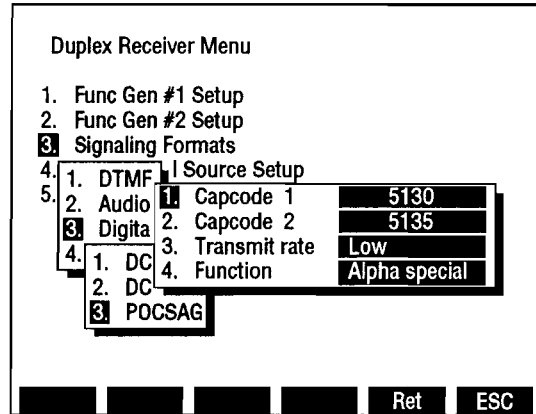 Duplex Receiver Menu
1. Func Gen #1 Setup
2. Func Gen #2 Setup
3. Signaling Formats
4. l Source Setup
5.
1. DTMF
2. Audio
3. Digita
4.
1. DC
2. DC
3. POCSAG
1. Capcode 1 5130
2. Capcode 2 5135
3. Transmit rate Low
4. Function Alpha special
Ret ESC